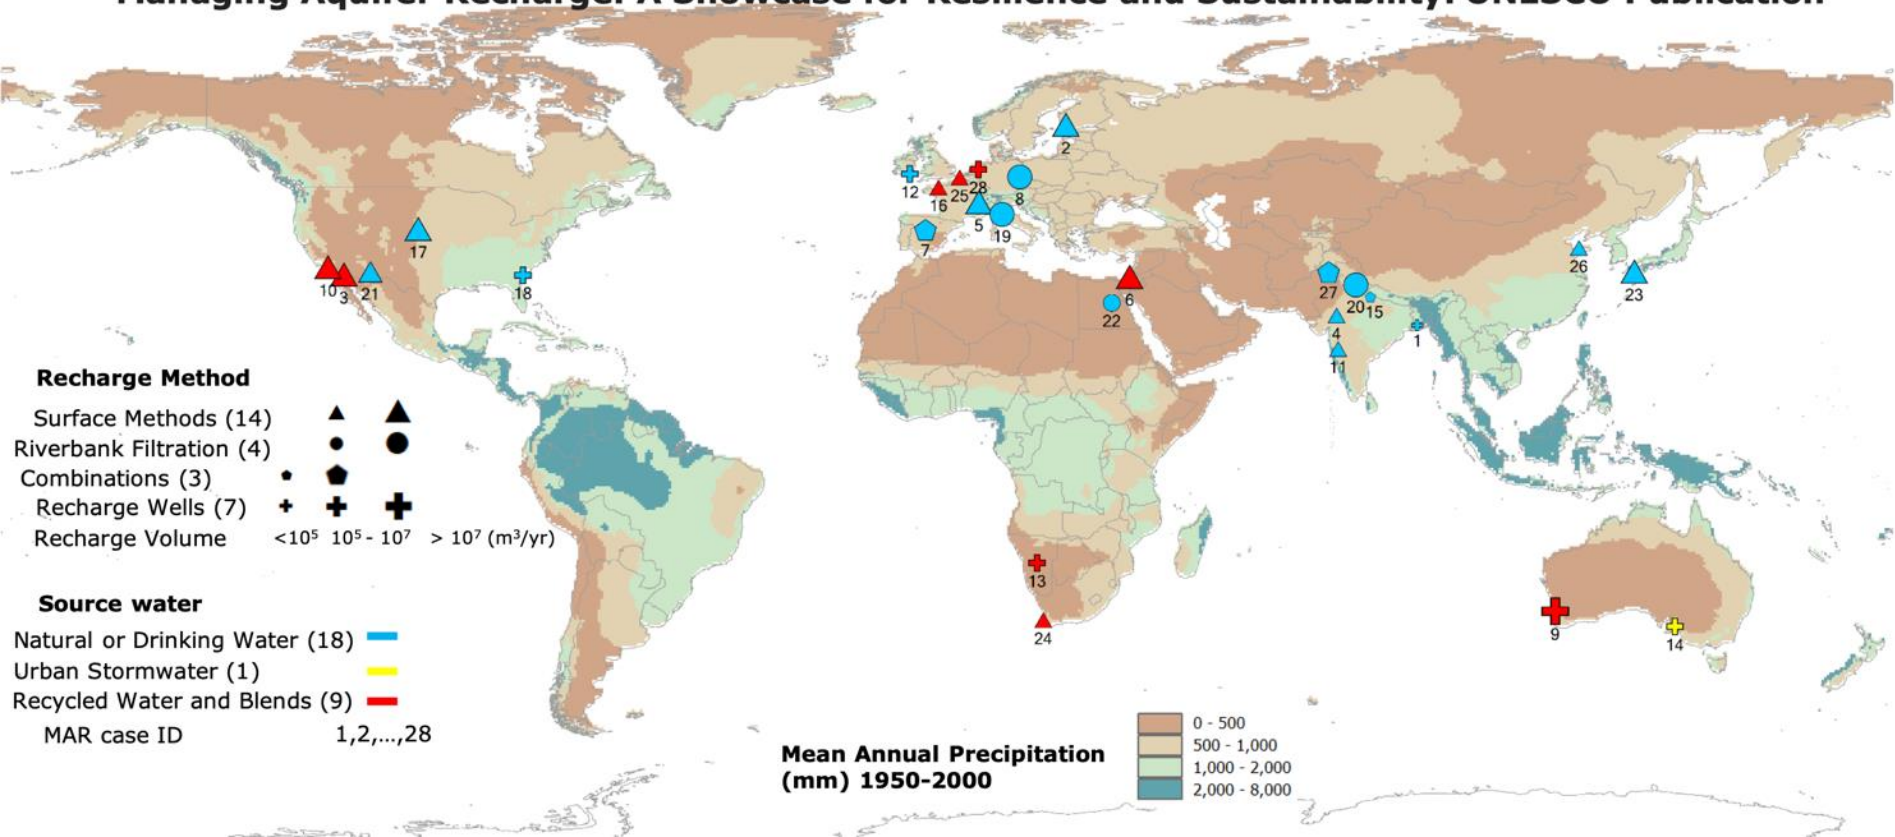 Managing Aquifer Recharge: A Showcase for Resilience and Sustainability: UNESCO Publication
2
12
28
25
16
8
5
19
7
17
10
3
21
18
26
6
27
23
20
15
22
4
1
11
13
24
9
14
Recharge Method
Surface Methods (14)
Riverbank Filtration (4)
Combinations (3)
Recharge Wells (7)
Recharge Volume <10⁵ 10⁵- 10⁷ > 10⁷ (m³/yr)
Source water
Natural or Drinking Water (18)
Urban Stormwater (1)
Recycled Water and Blends (9)
MAR case ID 1,2,...,28
Mean Annual Precipitation
(mm) 1950-2000
0 - 500
500 - 1,000
1,000 - 2,000
2,000 - 8,000